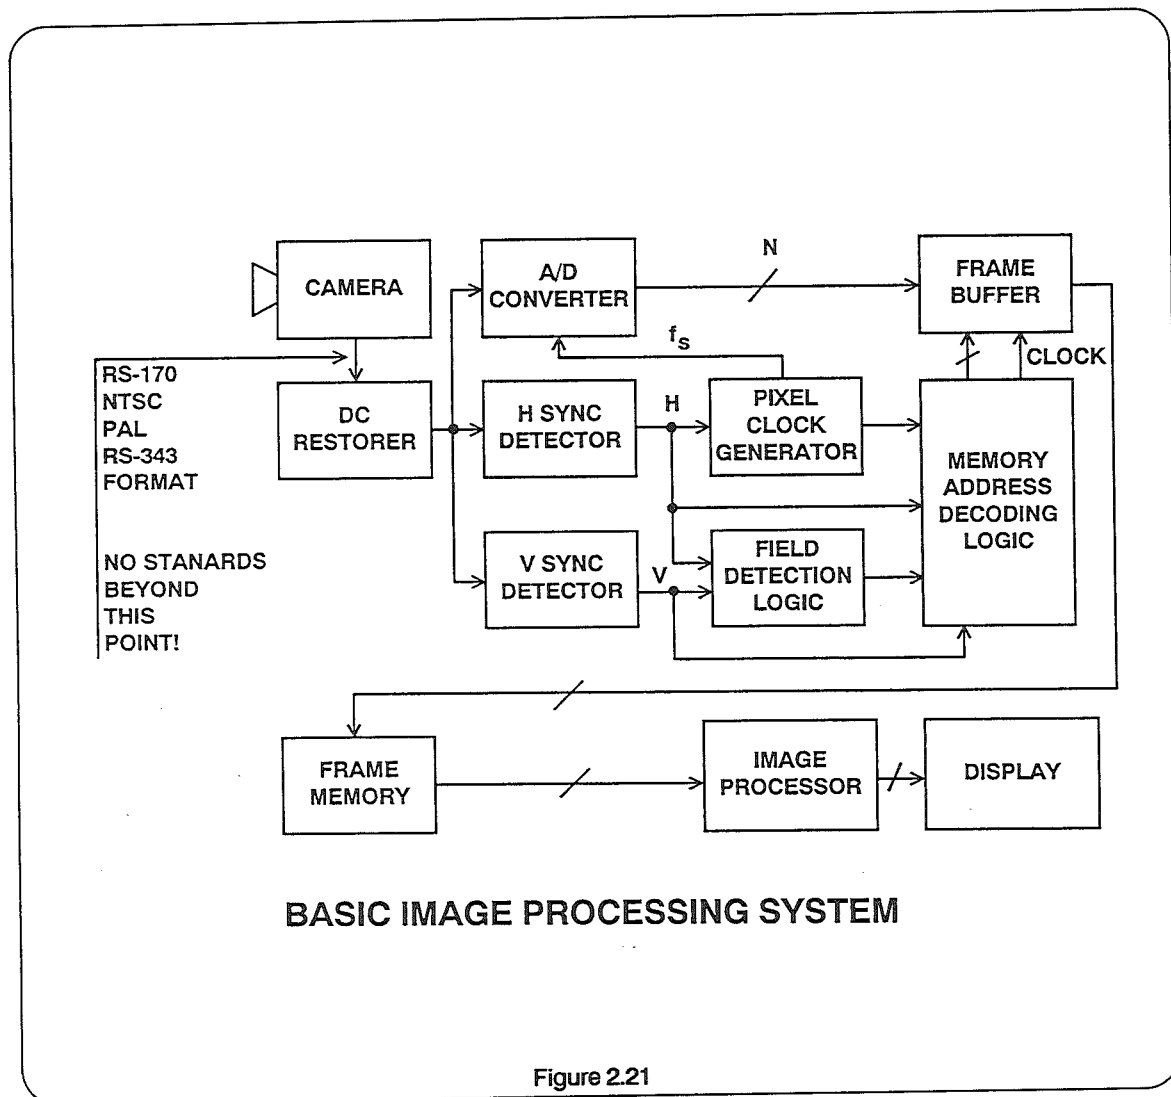 CAMERA
A/D
CONVERTER
N
FRAME
BUFFER
fs
CLOCK
RS-170
NTSC
PAL
RS-343
FORMAT
DC
RESTORER
H SYNC
DETECTOR
H
PIXEL
CLOCK
GENERATOR
MEMORY
ADDRESS
DECODING
LOGIC
NO STANARDS
BEYOND
THIS
POINT!
V SYNC
DETECTOR
V
FIELD
DETECTION
LOGIC
FRAME
MEMORY
IMAGE
PROCESSOR
DISPLAY
BASIC IMAGE PROCESSING SYSTEM
Figure 2.21